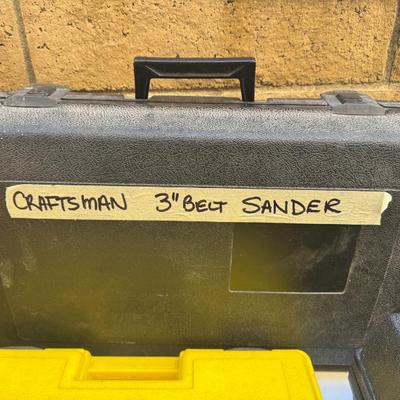 CRAFTSMAN 3" BELT SANDER